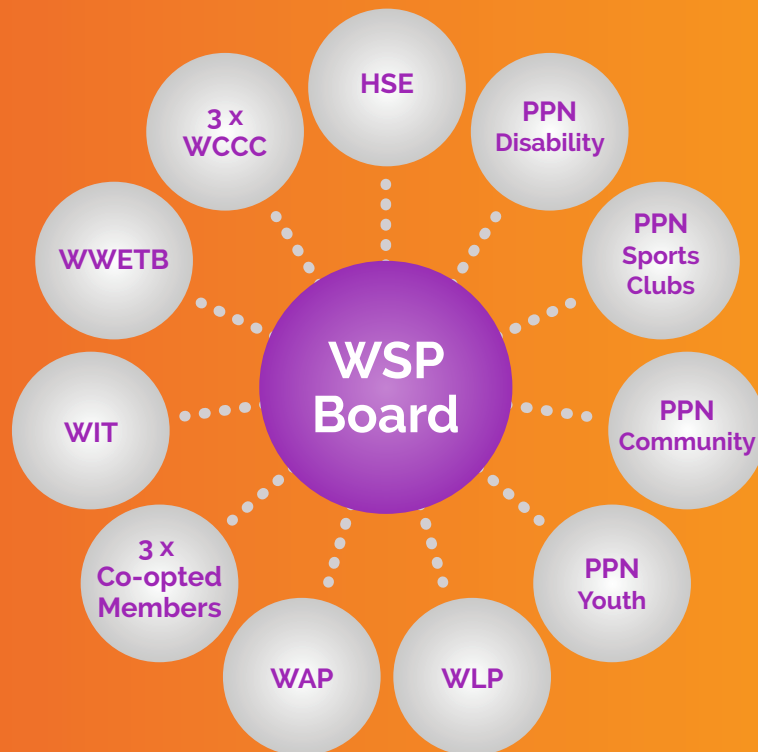 WSP
Board
HSE
PPN
Disability
PPN
Sports
Clubs
PPN
Community
PPN
Youth
WLP
WAP
3 x
Co-opted
Members
WIT
WWETB
3 x
WCCC